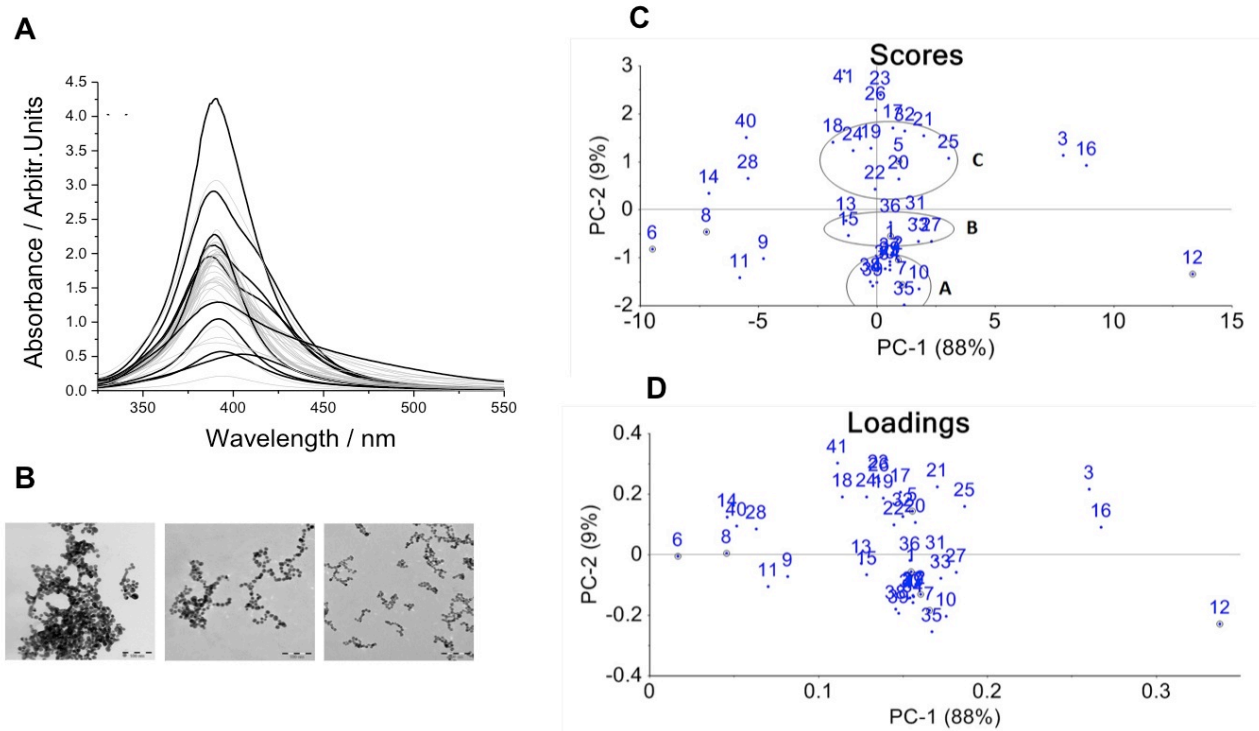 A
Absorbance / Arbitr.Units
4.5
4.0
3.5
3.0
2.5
2.0
1.5
1.0
0.5
0.0
350 400 450 500 550
Wavelength / nm
B
C
Scores
PC-2 (9%)
3
2
1
0
-1
-2
41 23
26
17 32 21
40 18 24 19 5 25 3 16
28 20
14 22
8 13 36 31
6 15 1 33 27
9 2
11 7 10 12
35
C
B
A
-10 -5 0 5 10 15
PC-1 (88%)
D
Loadings
PC-2 (9%)
0.4
0.2
0
-0.2
-0.4
41
18 24 19 17 21 3
14 5 25
40 28 22 20 16
6 8 13 36 31
9 15 1 33 27
11
7 10
35 12
0 0.1 0.2 0.3
PC-1 (88%)